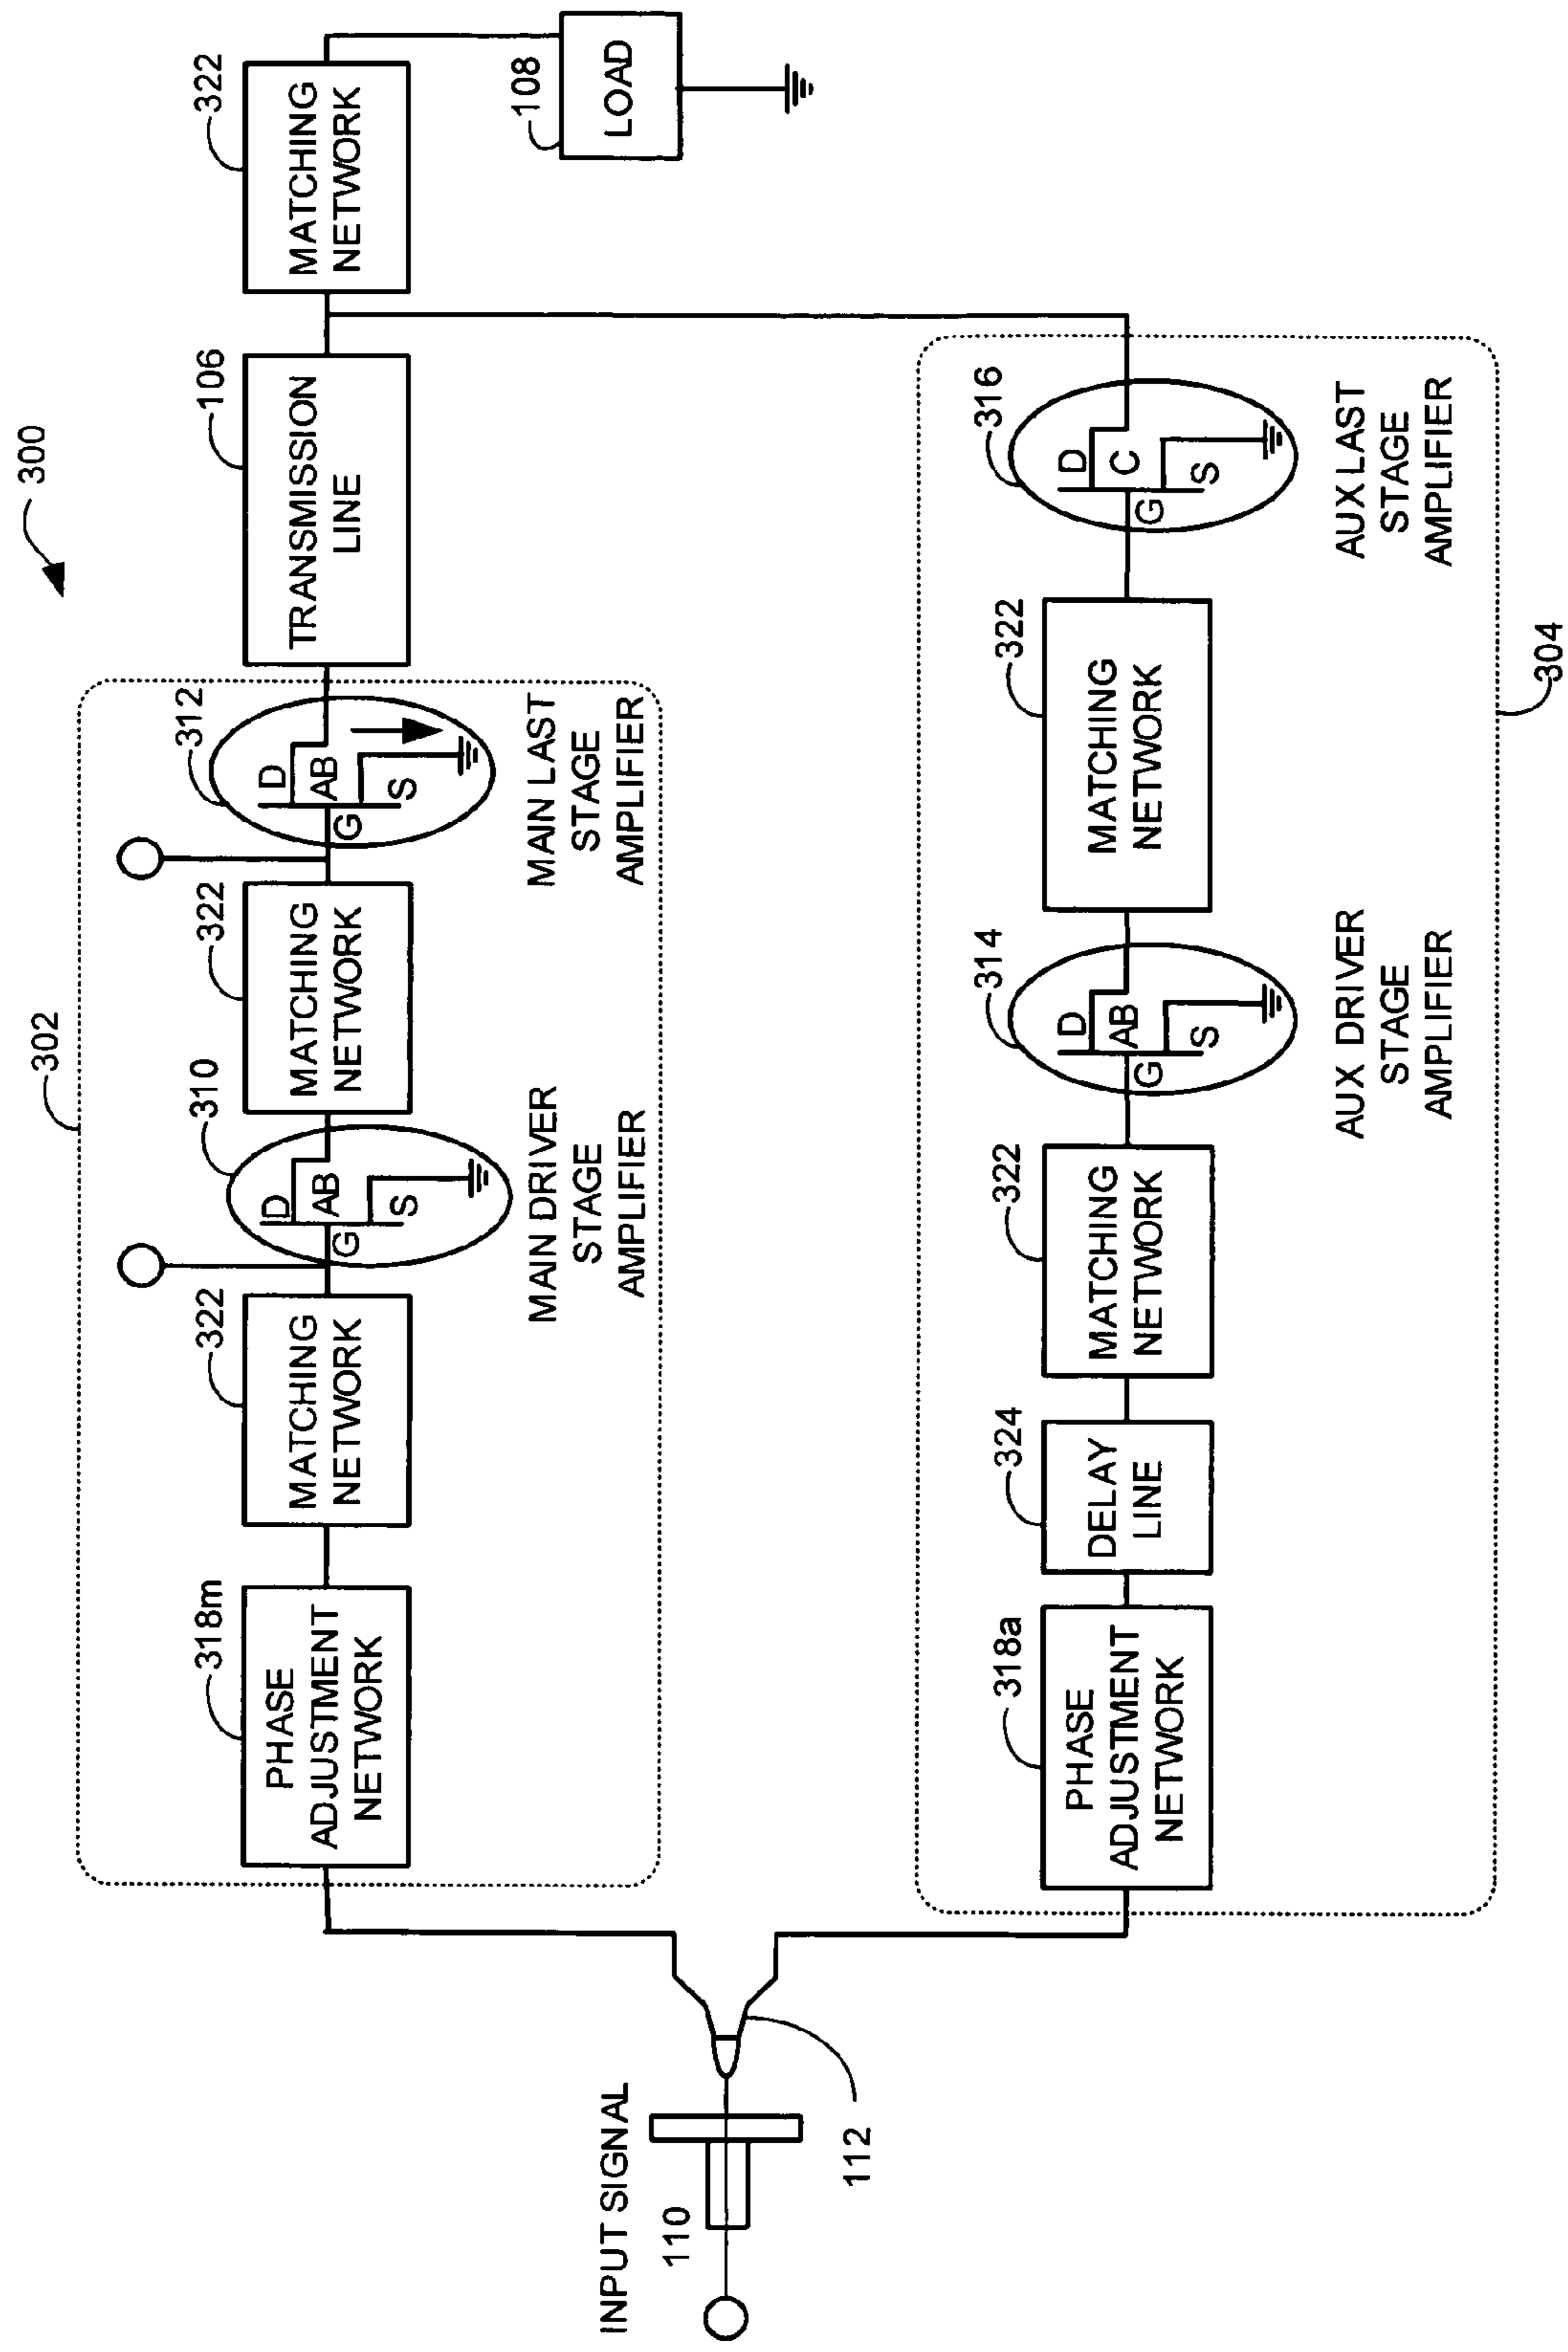 300
302
318m
PHASE
ADJUSTMENT
NETWORK
322
MATCHING
NETWORK
310
D
AB
G
S
MAIN DRIVER
STAGE
AMPLIFIER
322
MATCHING
NETWORK
312
D
AB
G
S
MAIN LAST
STAGE
AMPLIFIER
106
TRANSMISSION
LINE
322
MATCHING
NETWORK
108
LOAD
INPUT SIGNAL
110
112
318a
PHASE
ADJUSTMENT
NETWORK
324
DELAY
LINE
322
MATCHING
NETWORK
314
D
AB
G
S
AUX DRIVER
STAGE
AMPLIFIER
322
MATCHING
NETWORK
316
D
C
G
S
AUX LAST
STAGE
AMPLIFIER
304